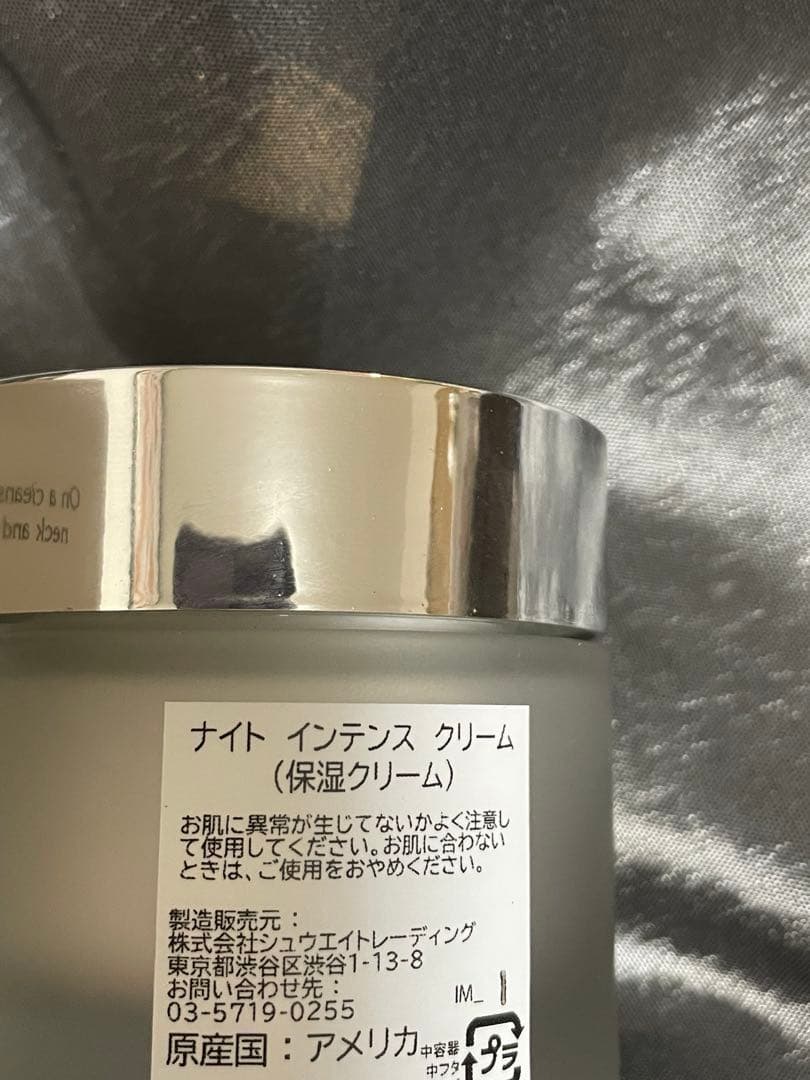 On a cleans
neck and
ナイト インテンス クリーム
(保湿クリーム)
お肌に異常が生じてないかよく注意し
て使用してください。お肌に合わない
ときは、ご使用をおやめください。
製造販売元：
株式会社シュウエイトレーディング
東京都渋谷区渋谷1-13-8
お問い合わせ先：
03-5719-0255
IM_ |
原産国：アメリカ
中容器
中フタ
プラ